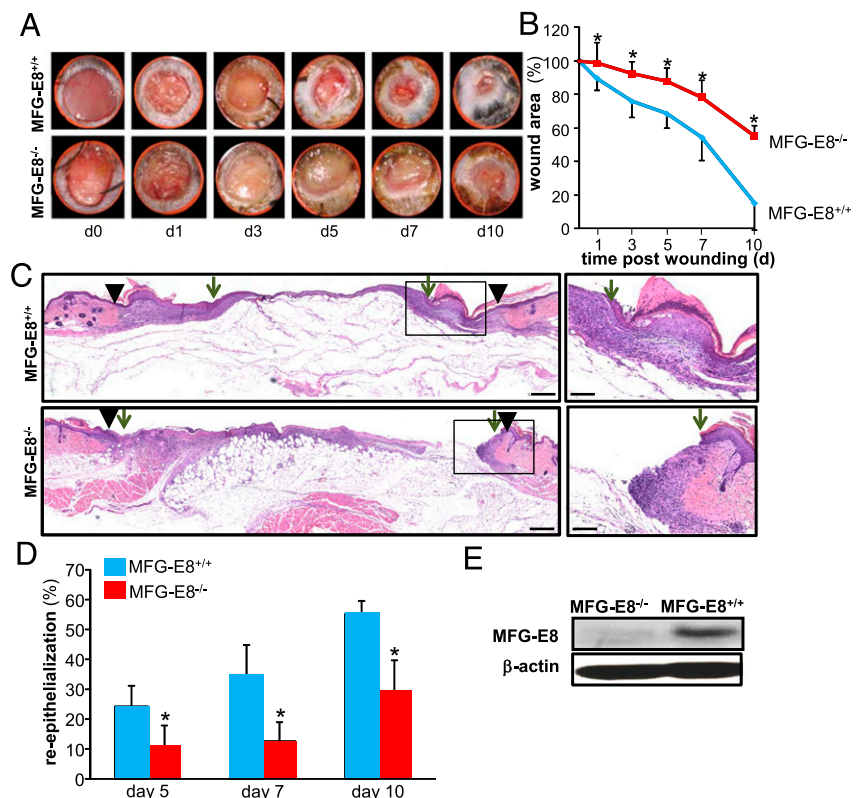 A
MFG-E8+/+
MFG-E8-/-
d0 d1 d3 d5 d7 d10
B
wound area (%)
120
100
80
60
40
20
0
* * * * *
MFG-E8-/-
MFG-E8+/+
1 3 5 7 10
time post wounding (d)
C
MFG-E8+/+
MFG-E8-/-
D
MFG-E8+/+
MFG-E8-/-
re-epithelialization (%)
70
60
50
40
30
20
10
0
* * *
day 5 day 7 day 10
E
MFG-E8-/- MFG-E8+/+
MFG-E8
β-actin